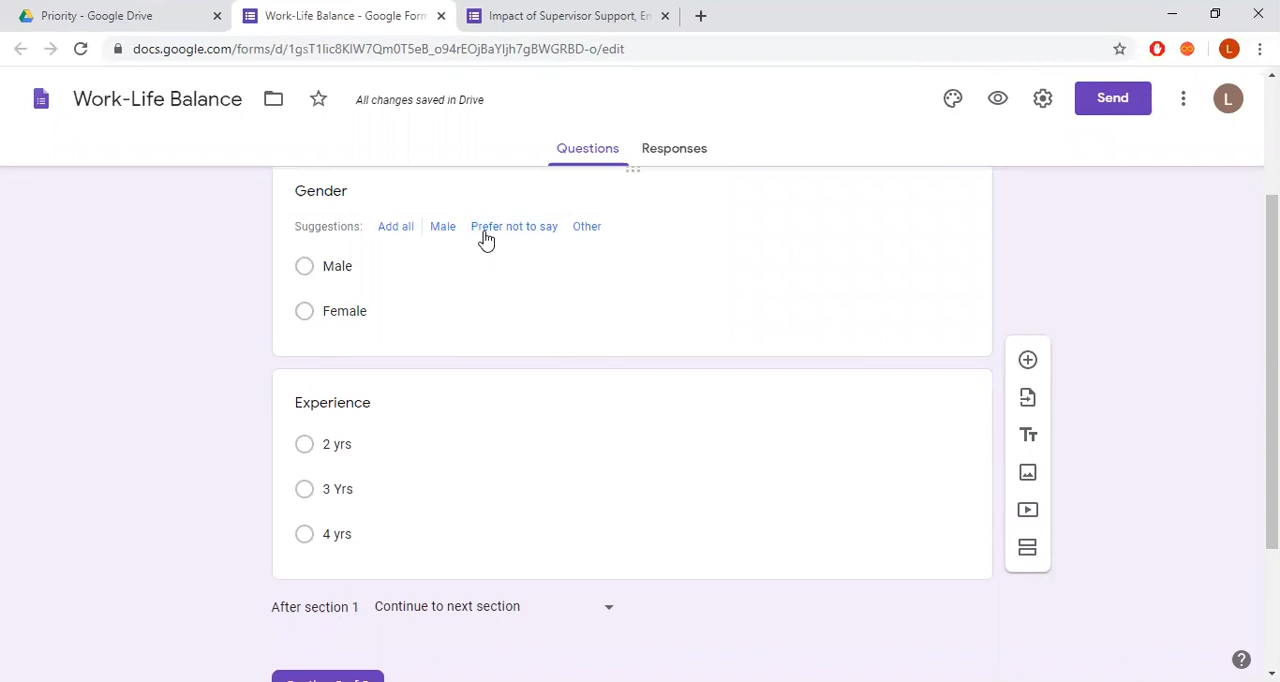 Priority - Google Drive
Work-Life Balance - Google Form
Impact of Supervisor Support, En
docs.google.com/forms/d/1gsT1Iic8KlW7Qm0T5eB_o94rEOjBaYljh7gBWGRBD-o/edit
L
Work-Life Balance
All changes saved in Drive
Send
L
Questions
Responses
Gender
Suggestions: Add all Male Prefer not to say Other
Male
Female
Experience
2 yrs
3 Yrs
4 yrs
After section 1 Continue to next section